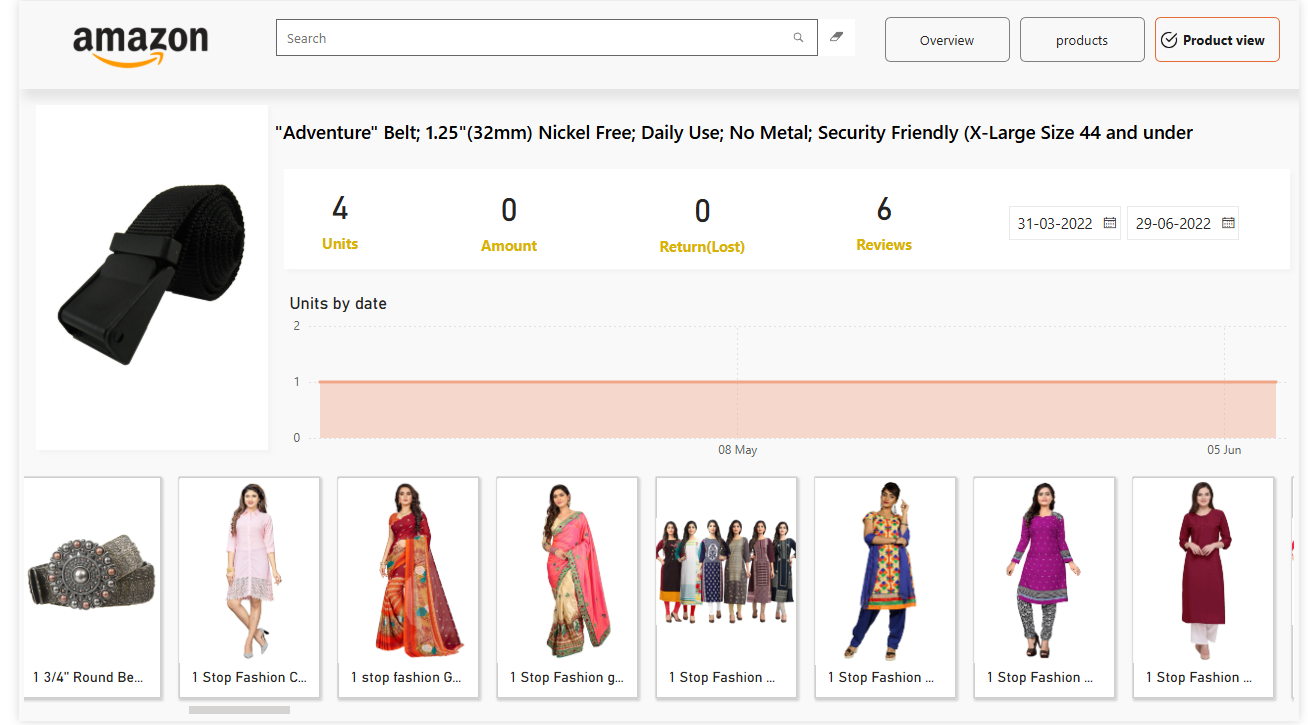 amazon
Search
Overview
products
Product view
"Adventure" Belt; 1.25"(32mm) Nickel Free; Daily Use; No Metal; Security Friendly (X-Large Size 44 and under
4
Units
0
Amount
0
Return(Lost)
6
Reviews
31-03-2022
29-06-2022
Units by date
2
1
0
08 May
05 Jun
1 3/4" Round Be...
1 Stop Fashion C...
1 stop fashion G...
1 Stop Fashion g...
1 Stop Fashion ...
1 Stop Fashion ...
1 Stop Fashion ...
1 Stop Fashion ...